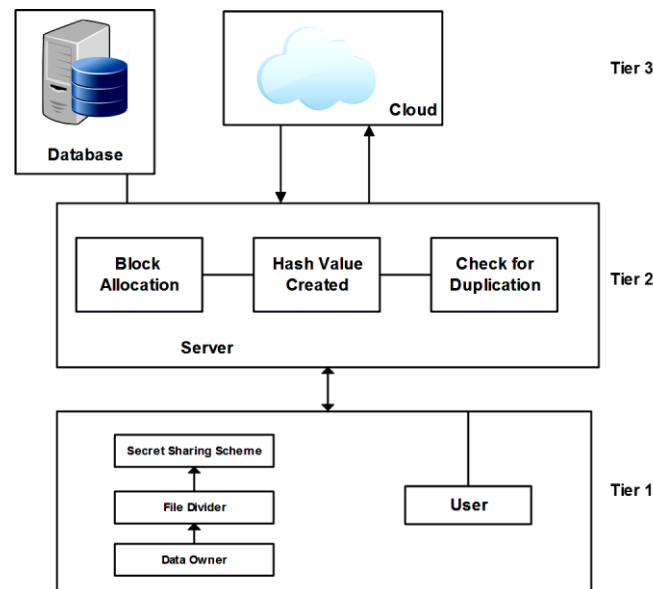 Tier 3
Cloud
Database
Block
Allocation
Hash Value
Created
Check for
Duplication
Tier 2
Server
Secret Sharing Scheme
File Divider
Data Owner
User
Tier 1